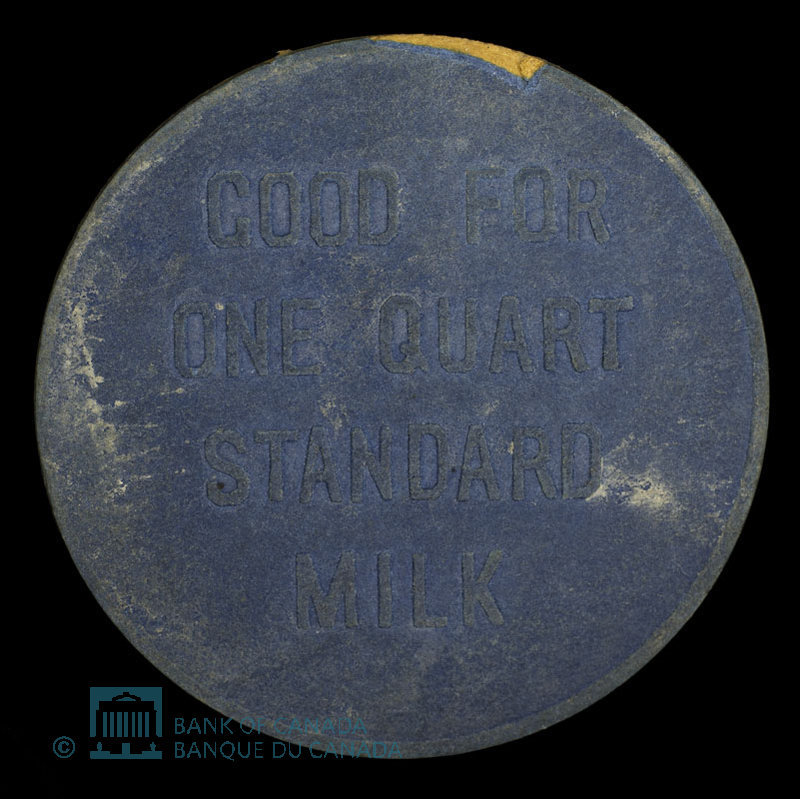 GOOD FOR
ONE QUART
STANDARD
MILK
© BANK OF CANADA
BANQUE DU CANADA